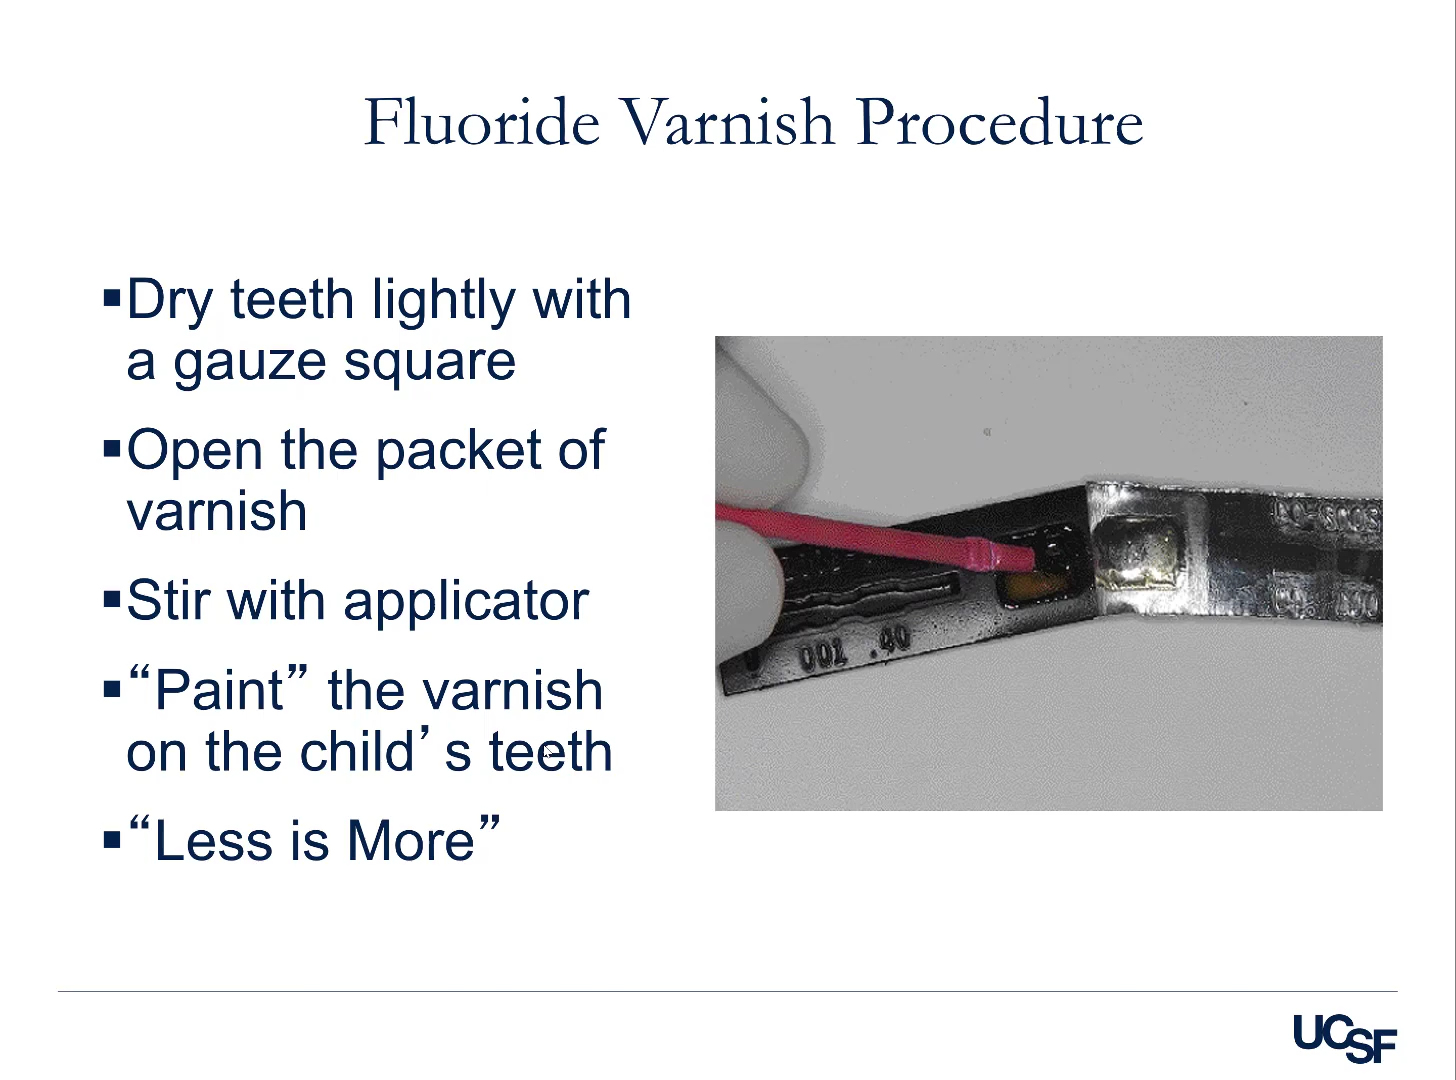 Fluoride Varnish Procedure
▪Dry teeth lightly with
a gauze square
▪Open the packet of
varnish
▪Stir with applicator
▪“Paint” the varnish
on the child’s teeth
▪“Less is More”
001 .40
UCSF